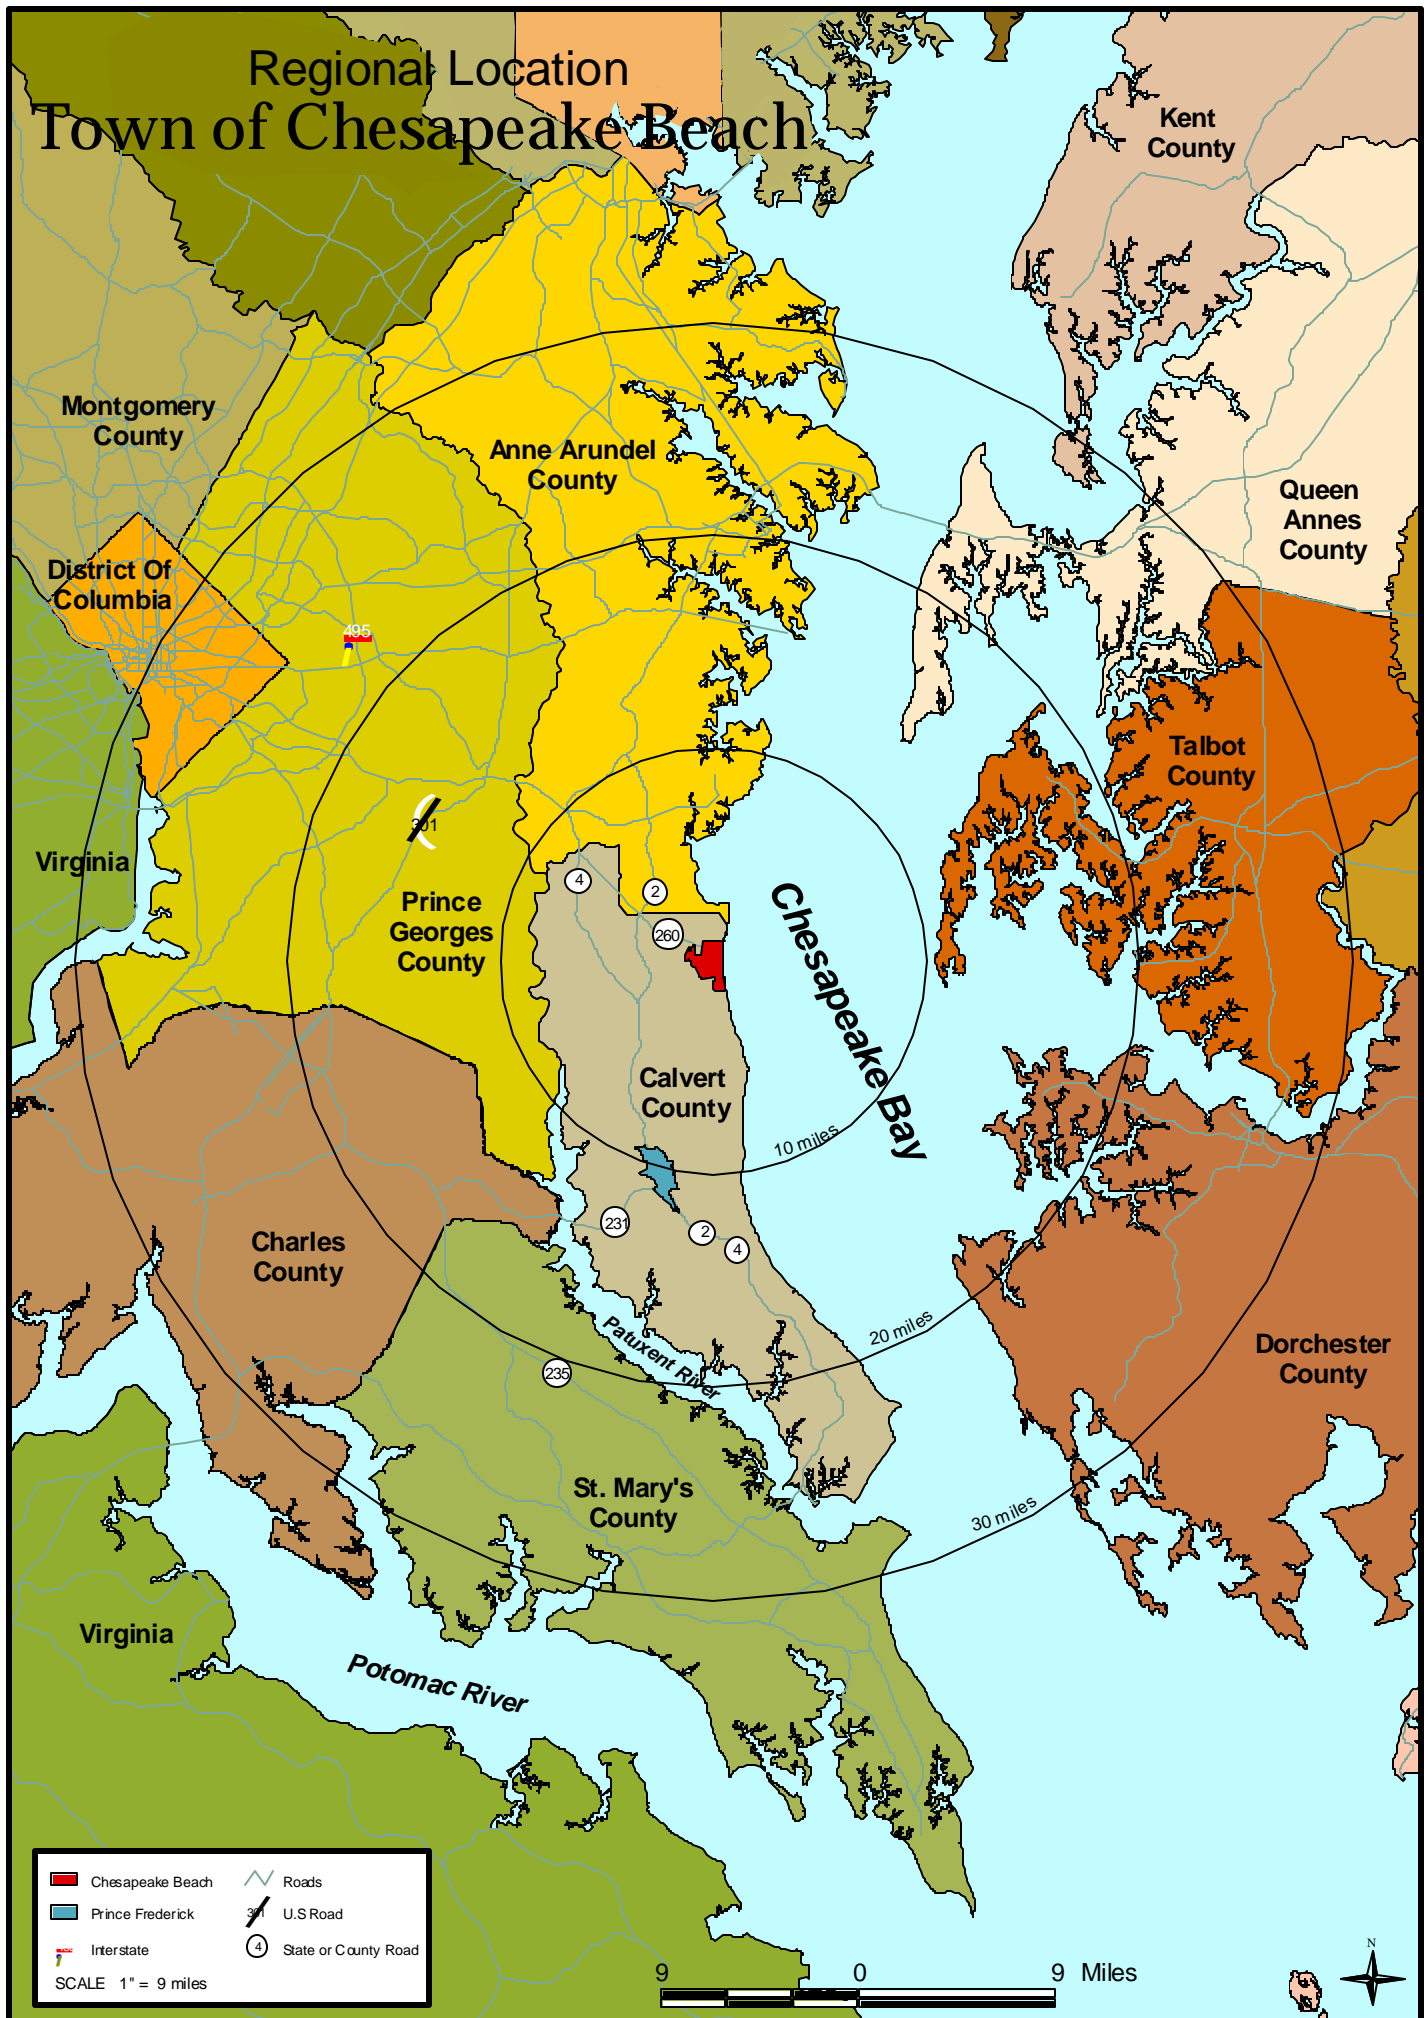 Regional Location
Town of Chesapeake Beach
Kent
County
Montgomery
County
Anne Arundel
County
Queen
Annes
County
District Of
Columbia
495
Talbot
County
301
Virginia
Prince
Georges
County
4
2
260
Chesapeake Bay
Calvert
County
10 miles
231
2
4
Charles
County
20 miles
Patuxent River
235
Dorchester
County
St. Mary's
County
30 miles
Virginia
Potomac River
Chesapeake Beach
Roads
Prince Frederick
301
U.S Road
Interstate
4
State or County Road
SCALE 1" = 9 miles
9 0 9 Miles
N